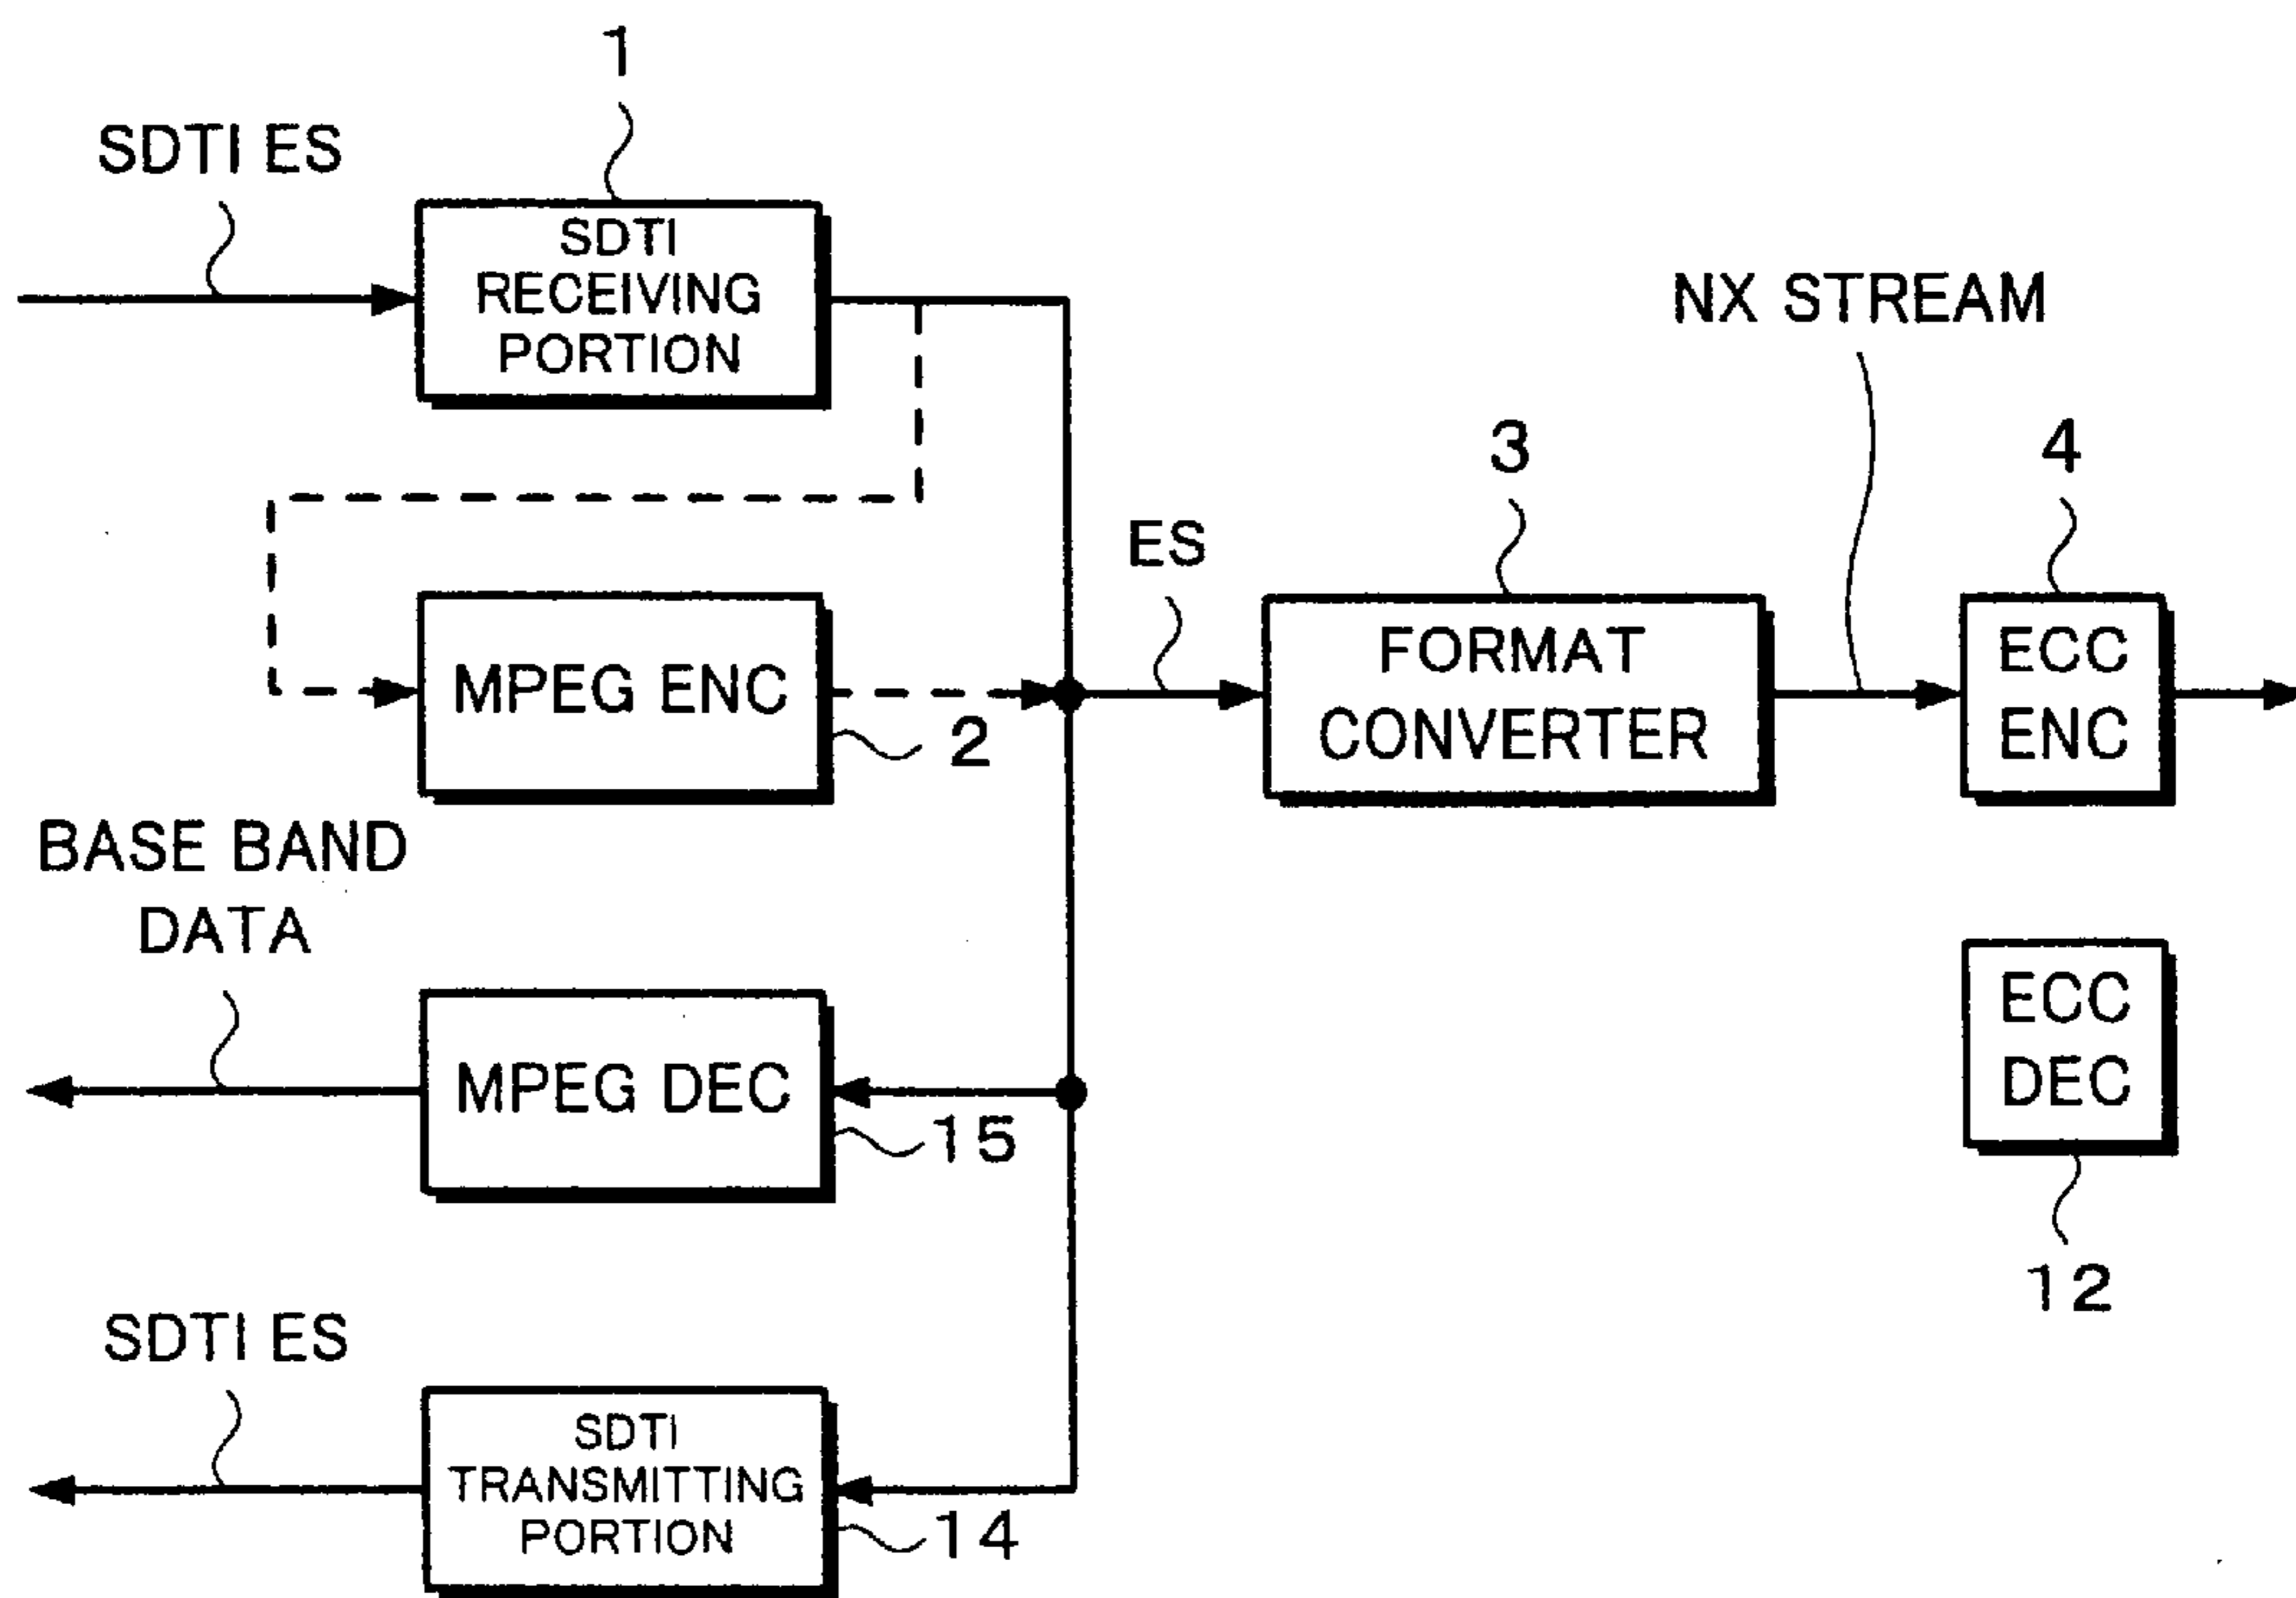 1
SDTI ES
SDTI
RECEIVING
PORTION
NX STREAM
3
4
ES
MPEG ENC
2
FORMAT
CONVERTER
ECC
ENC
BASE BAND
DATA
MPEG DEC
15
ECC
DEC
12
SDTI ES
SDTI
TRANSMITTING
PORTION
14